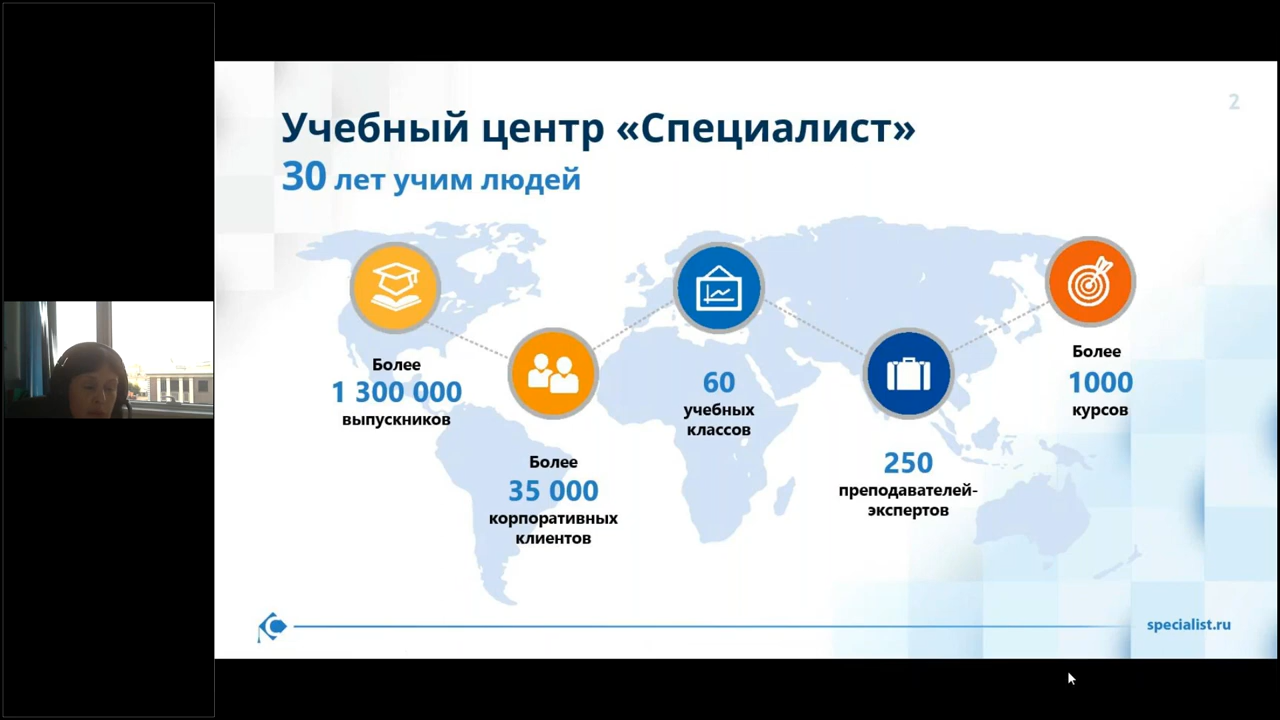 2
Учебный центр «Специалист»
30 лет учим людей
Более
1 300 000
выпускников
Более
35 000
корпоративных
клиентов
60
учебных
классов
250
преподавателей-
экспертов
Более
1000
курсов
specialist.ru